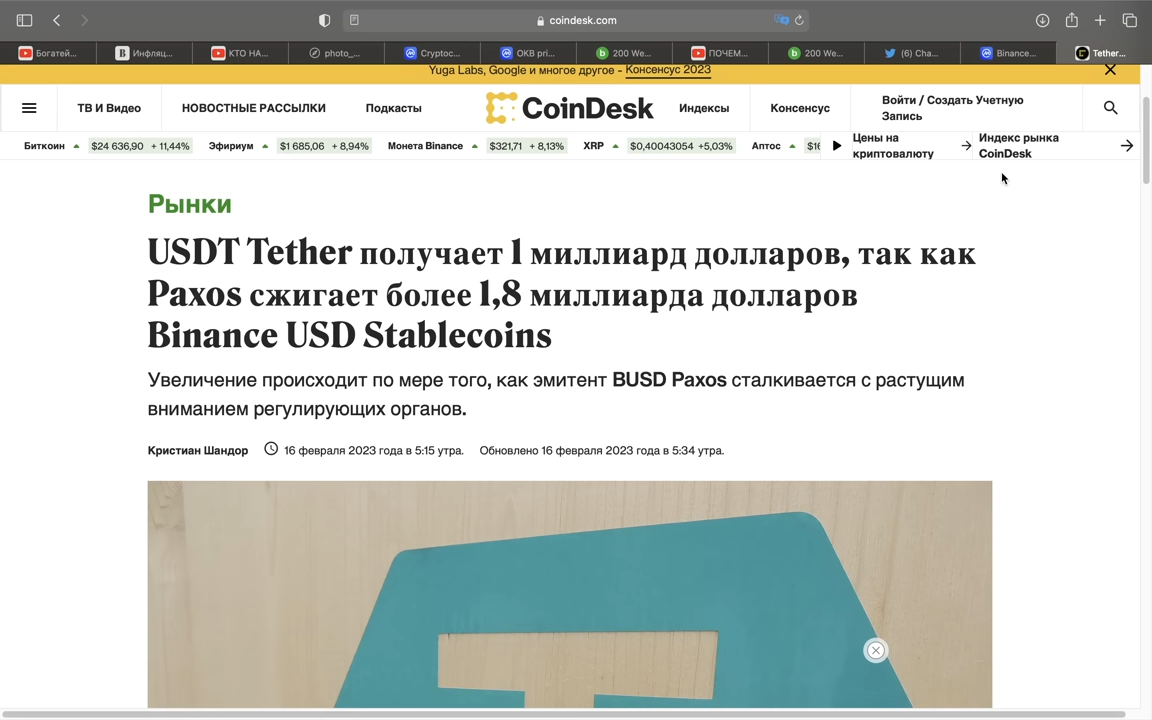 coindesk.com
Богатей...
Инфляц...
КТО НА...
photo_...
Cryptoc...
OKB pri...
200 We...
ПОЧЕМ...
200 We...
(6) Cha...
Binance...
Tether...
Yuga Labs, Google и многое другое - Консенсус 2023
ТВ И Видео
НОВОСТНЫЕ РАССЫЛКИ
Подкасты
CoinDesk
Индексы
Консенсус
Войти / Создать Учетную
Запись
Биткоин $24 636,90 + 11,44%
Эфириум $1 685,06 + 8,94%
Монета Binance $321,71 + 8,13%
XRP $0,40043054 +5,03%
Аптос $16
Цены на
криптовалюту
Индекс рынка
CoinDesk
Рынки
USDT Tether получает 1 миллиард долларов, так как
Paxos сжигает более 1,8 миллиарда долларов
Binance USD Stablecoins
Увеличение происходит по мере того, как эмитент BUSD Paxos сталкивается с растущим
вниманием регулирующих органов.
Кристиан Шандор 16 февраля 2023 года в 5:15 утра. Обновлено 16 февраля 2023 года в 5:34 утра.